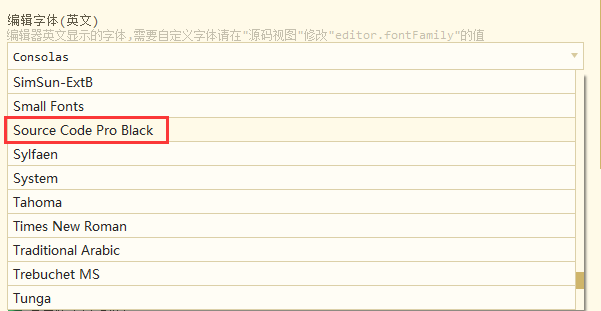 编辑字体(英文)
编辑器英文显示的字体,需要自定义字体请在"源码视图"修改"editor.fontFamily"的值
Consolas
SimSun-ExtB
Small Fonts
Source Code Pro Black
Sylfaen
System
Tahoma
Times New Roman
Traditional Arabic
Trebuchet MS
Tunga